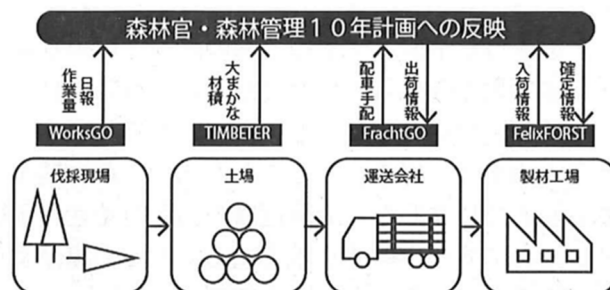 森林官・森林管理１０年計画への反映
日報
作業量
大まかな
材積
配車手配
出荷情報
入荷情報
確定情報
WorksGO
TIMBETER
FrachtGO
FelixFORST
伐採現場
土場
運送会社
製材工場